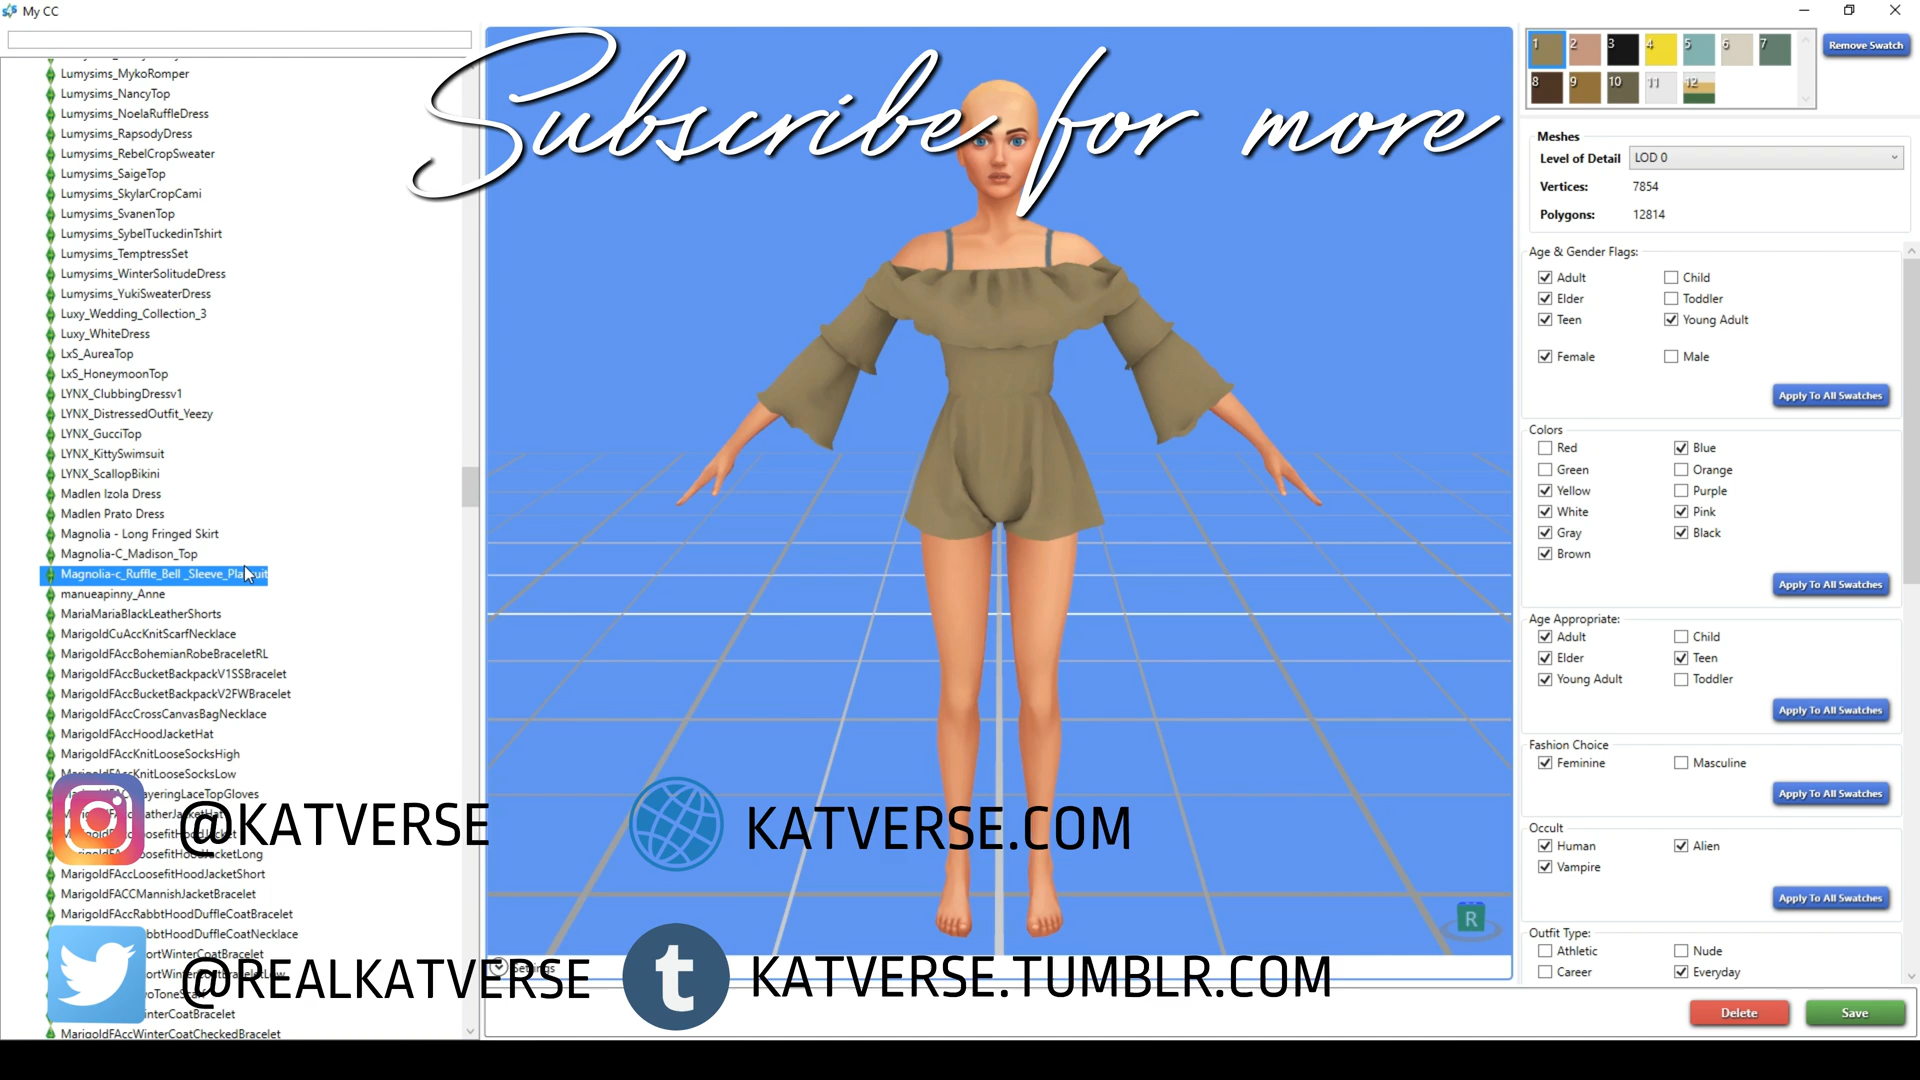 My CC
Subscribe for more
Lumysims_MykoRomper
Lumysims_NancyTop
Lumysims_NoelaRuffleDress
Lumysims_RapsodyDress
Lumysims_RebelCropSweater
Lumysims_SaigeTop
Lumysims_SkylarCropCami
Lumysims_SvanenTop
Lumysims_SybelTuckedinTshirt
Lumysims_TemptressSet
Lumysims_WinterSolitudeDress
Lumysims_YukiSweaterDress
Luxy_Wedding_Collection_3
Luxy_WhiteDress
LxS_AureaTop
LxS_HoneymoonTop
LYNX_ClubbingDressv1
LYNX_DistressedOutfit_Yeezy
LYNX_GucciTop
LYNX_KittySwimsuit
LYNX_ScallopBikini
Madlen Izola Dress
Madlen Prato Dress
Magnolia - Long Fringed Skirt
Magnolia-C_Madison_Top
Magnolia-c_Ruffle_Bell _Sleeve_Playsuit
manueapinny_Anne
MariaMariaBlackLeatherShorts
MarigoldCuAccKnitScarfNecklace
MarigoldFAccBohemianRobeBraceletRL
MarigoldFAccBucketBackpackV1SSBracelet
MarigoldFAccBucketBackpackV2FWBracelet
MarigoldFAccCrossCanvasBagNecklace
MarigoldFAccHoodJacketHat
MarigoldFAccKnitLooseSocksHigh
MarigoldFAccKnitLooseSocksLow
MarigoldFAccLoosefitHoodJacketShort
MarigoldFACCMannishJacketBracelet
MarigoldFAccRabbtHoodDuffleCoatBracelet
MarigoldFAccWinterCoatCheckedBracelet
@KATVERSE
KATVERSE.COM
@REALKATVERSE
KATVERSE.TUMBLR.COM
Settings
R
1 2 3 4 5 6 7
8 9 10 11 12
Remove Swatch
Meshes
Level of Detail LOD 0
Vertices: 7854
Polygons: 12814
Age & Gender Flags:
Adult Child
Elder Toddler
Teen Young Adult
Female Male
Apply To All Swatches
Colors
Red Blue
Green Orange
Yellow Purple
White Pink
Gray Black
Brown
Apply To All Swatches
Age Appropriate:
Adult Child
Elder Teen
Young Adult Toddler
Apply To All Swatches
Fashion Choice
Feminine Masculine
Apply To All Swatches
Occult
Human Alien
Vampire
Apply To All Swatches
Outfit Type:
Athletic Nude
Career Everyday
Delete Save